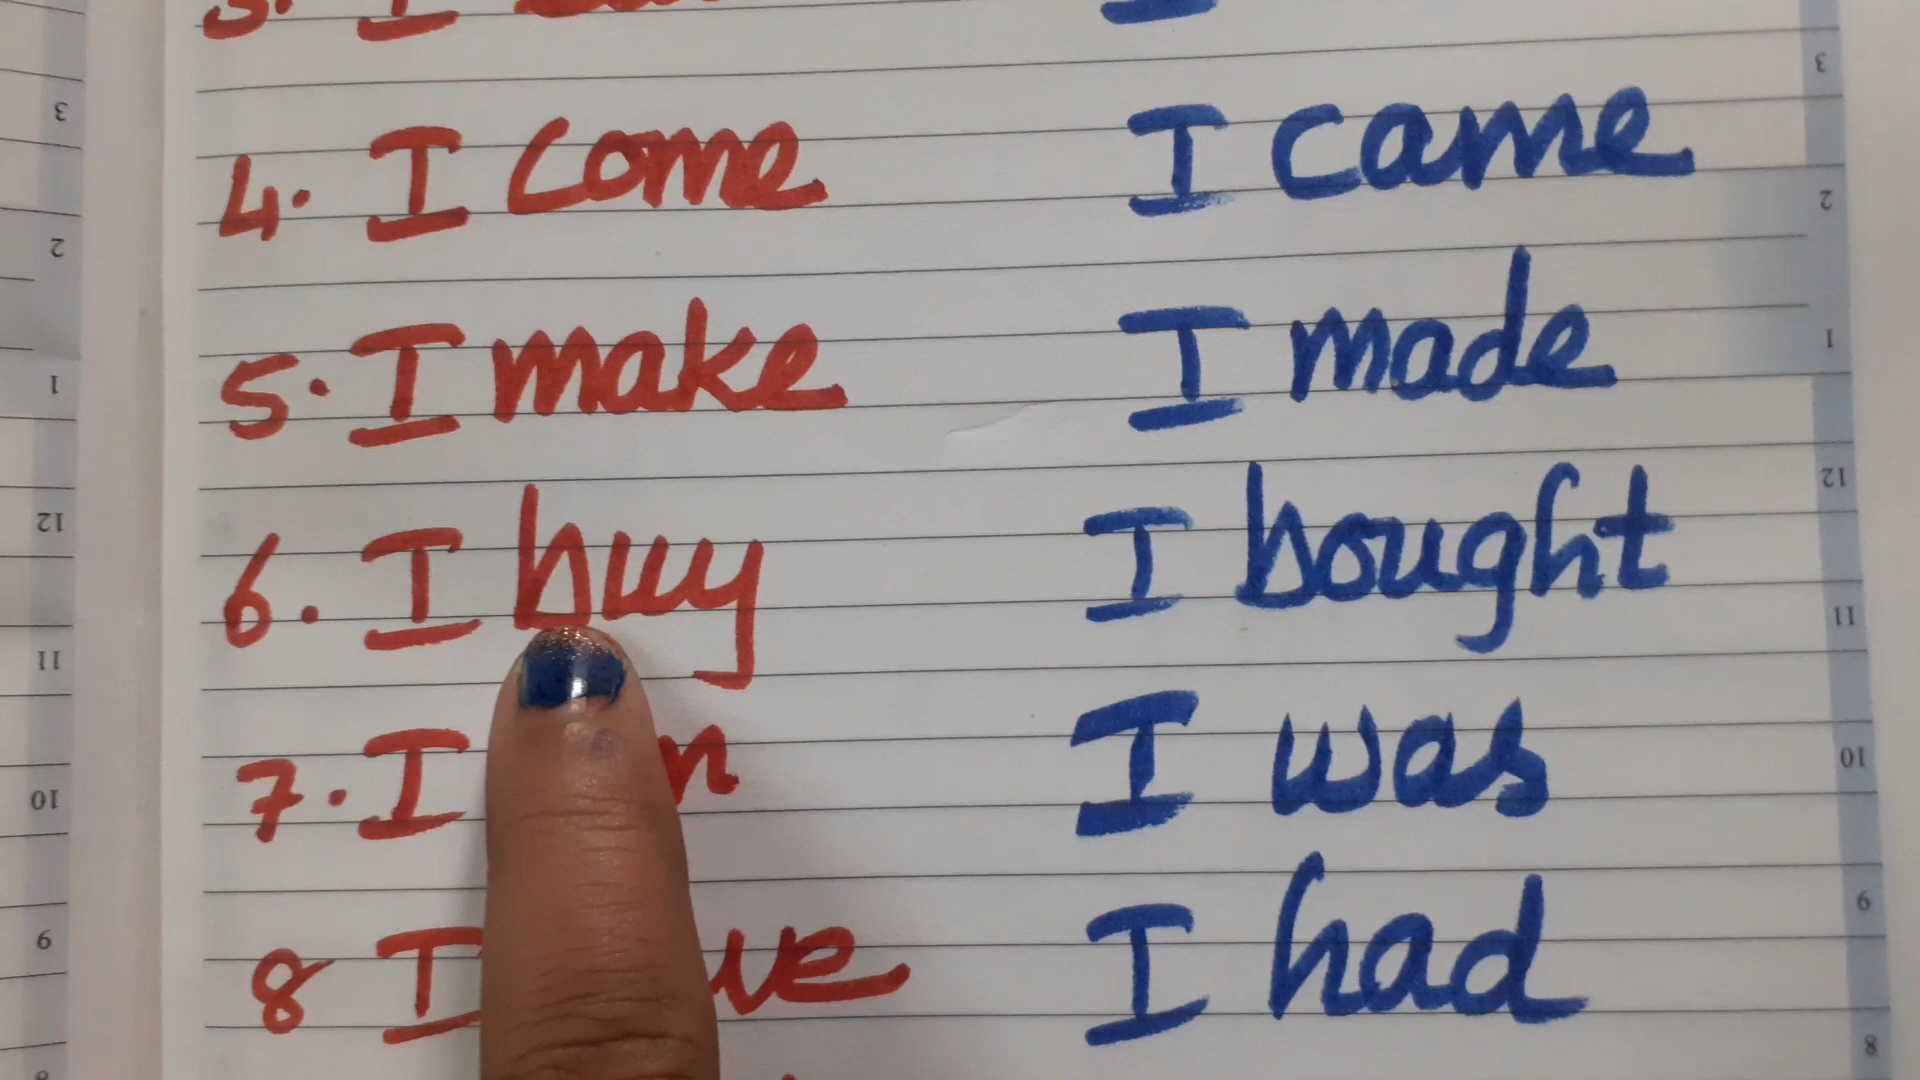 4. I come I came
5. I make I made
6. I buy I bought
7. I I was
8 I I had